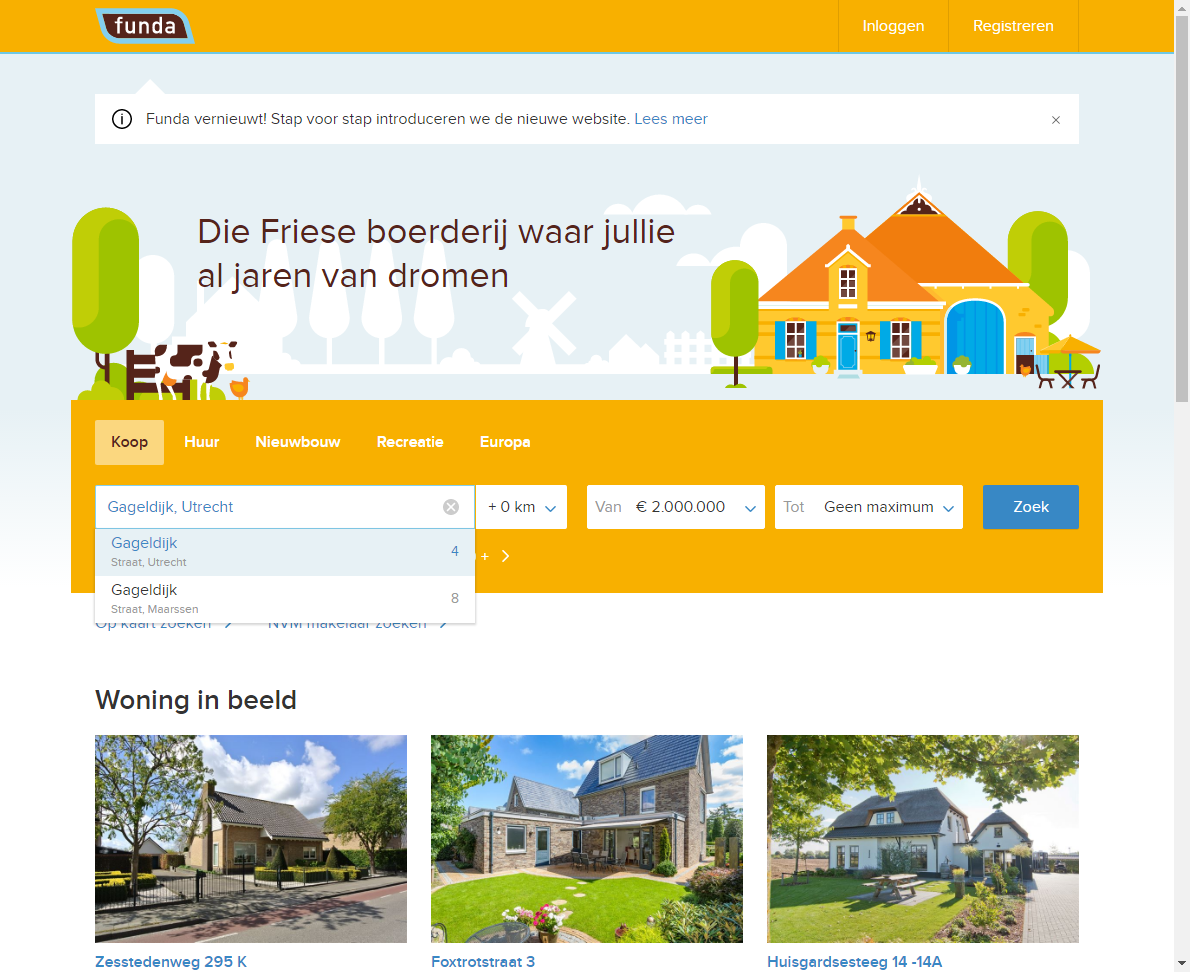 funda
Inloggen
Registreren
Funda vernieuwt! Stap voor stap introduceren we de nieuwe website. Lees meer
Die Friese boerderij waar jullie
al jaren van dromen
Koop
Huur
Nieuwbouw
Recreatie
Europa
Gageldijk, Utrecht
+ 0 km
Van € 2.000.000
Tot Geen maximum
Zoek
Gageldijk
4
Straat, Utrecht
+
Gageldijk
8
Straat, Maarssen
Op kaart zoeken
NVM makelaar zoeken
Woning in beeld
Zesstedenweg 295 K
Foxtrotstraat 3
Huisgardsesteeg 14 -14A